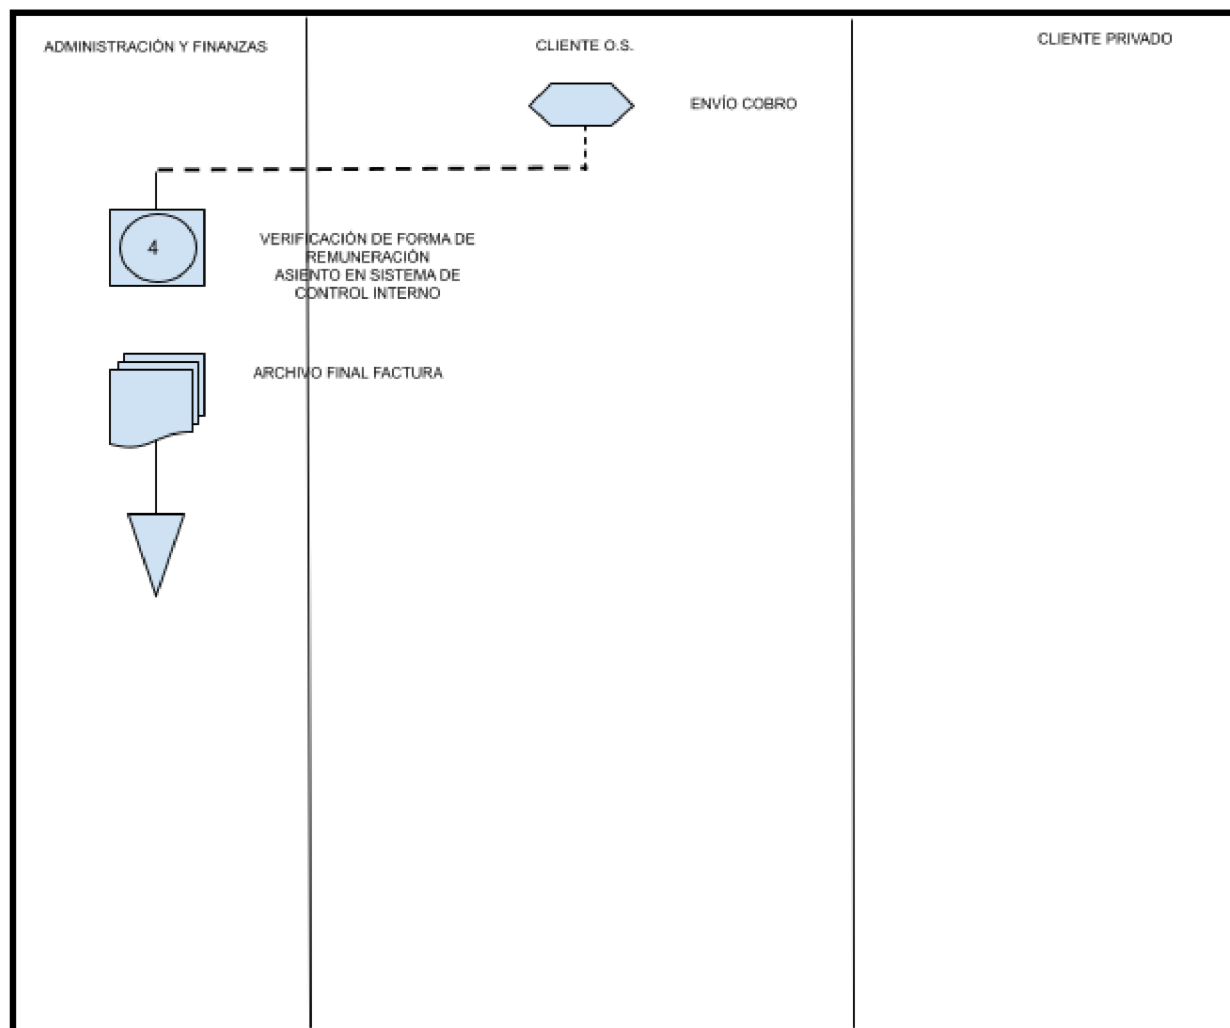 ADMINISTRACIÓN Y FINANZAS
CLIENTE O.S.
CLIENTE PRIVADO
ENVÍO COBRO
4
VERIFICACIÓN DE FORMA DE
REMUNERACIÓN
ASIENTO EN SISTEMA DE
CONTROL INTERNO
ARCHIVO FINAL FACTURA